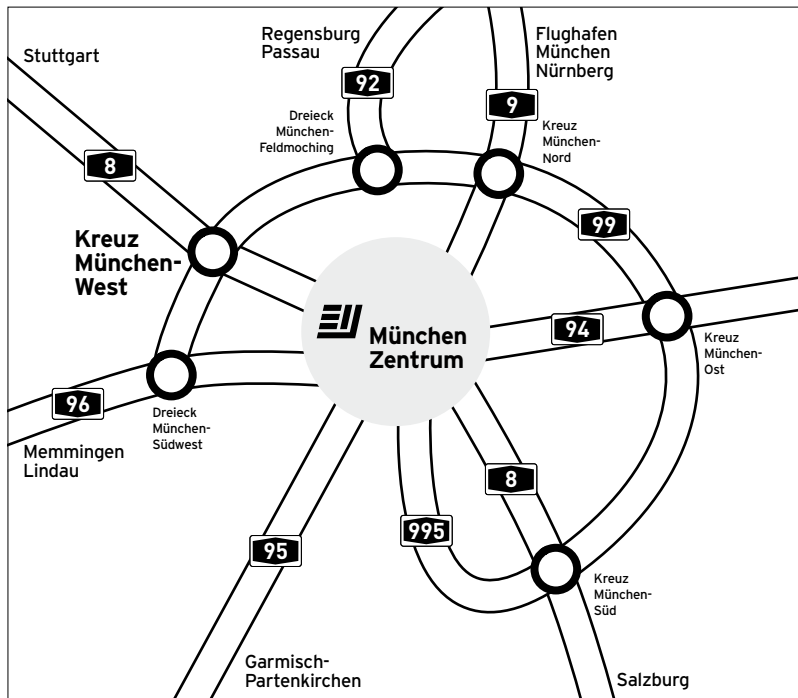 Regensburg
Passau
Flughafen
München
Nürnberg
Stuttgart
92
9
Dreieck
München-
Feldmoching
Kreuz
München-
Nord
8
99
Kreuz
München-
West
München
Zentrum
94
Kreuz
München-
Ost
96
Dreieck
München-
Südwest
Memmingen
Lindau
8
995
95
Kreuz
München-
Süd
Garmisch-
Partenkirchen
Salzburg